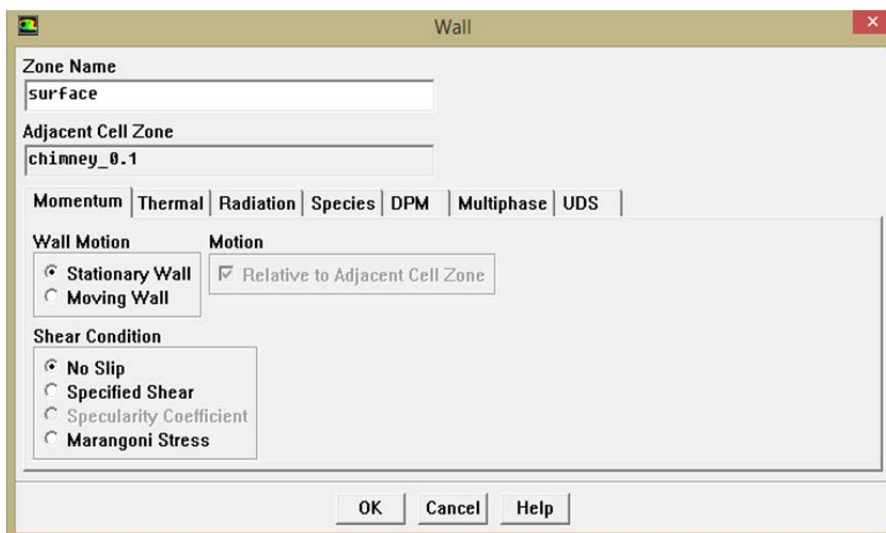 Wall
Zone Name
surface
Adjacent Cell Zone
chimney_0.1
Momentum Thermal Radiation Species DPM Multiphase UDS
Wall Motion Motion
Stationary Wall Relative to Adjacent Cell Zone
Moving Wall
Shear Condition
No Slip
Specified Shear
Specularity Coefficient
Marangoni Stress
OK Cancel Help